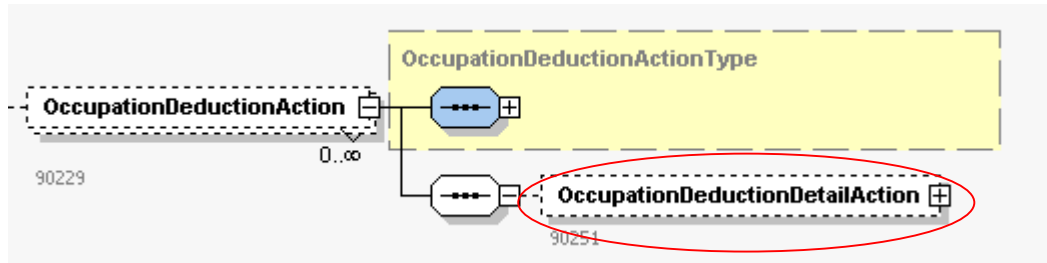 OccupationDeductionActionType
OccupationDeductionAction
0..∞
90229
OccupationDeductionDetailAction
90251